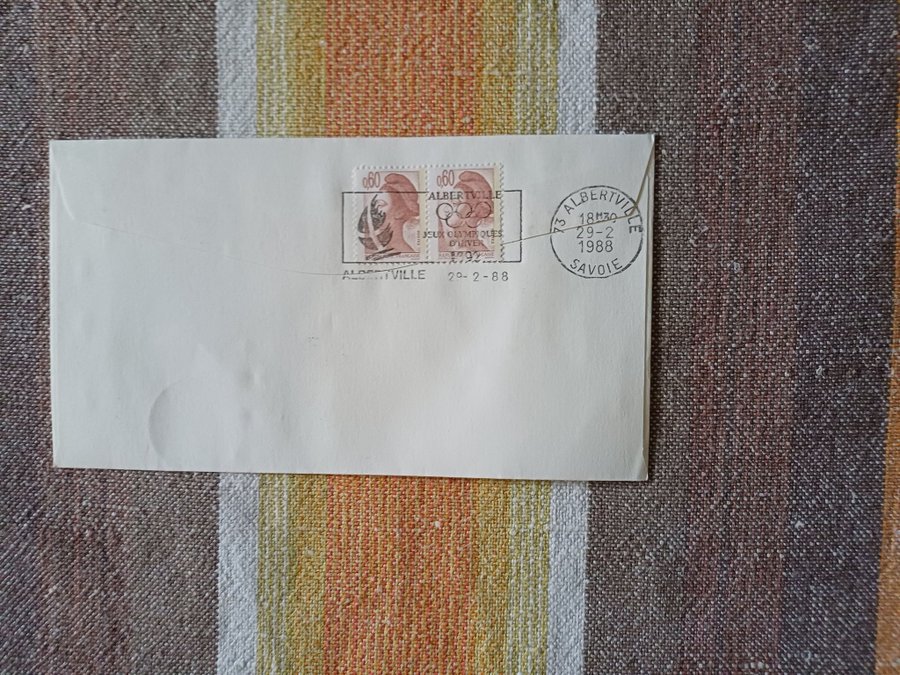 0,60 0,60
ALBERTVILLE
JEUX OLYMPIQUES
D'HIVER
1992
ALBERTVILLE 29-2-88
73 ALBERTVILLE
18H30
29-2
1988
SAVOIE